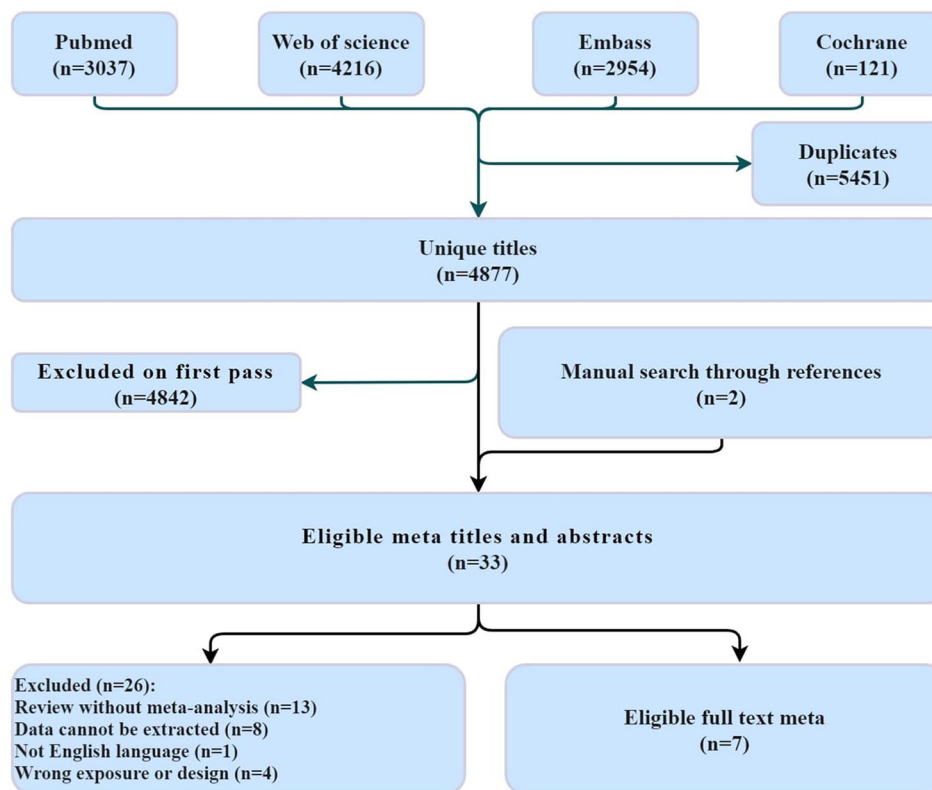 Pubmed
(n=3037)
Web of science
(n=4216)
Embass
(n=2954)
Cochrane
(n=121)
Duplicates
(n=5451)
Unique titles
(n=4877)
Excluded on first pass
(n=4842)
Manual search through references
(n=2)
Eligible meta titles and abstracts
(n=33)
Excluded (n=26):
Review without meta-analysis (n=13)
Data cannot be extracted (n=8)
Not English language (n=1)
Wrong exposure or design (n=4)
Eligible full text meta
(n=7)